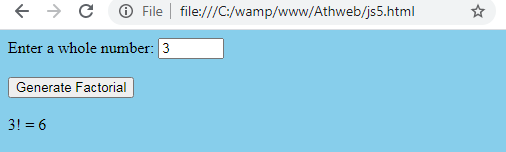 File | file:///C:/wamp/www/Athweb/js5.html
Enter a whole number: 3
Generate Factorial
3! = 6